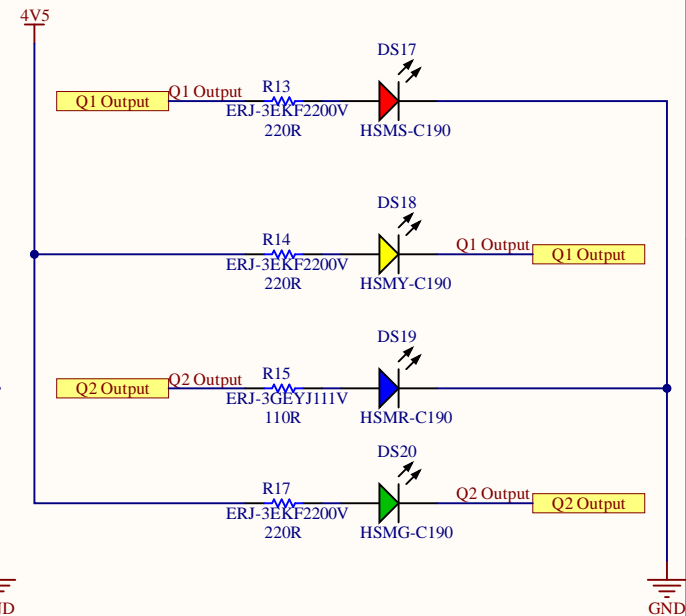 4V5
DS17
Q1 Output
Q1 Output
R13
ERJ-3EKF2200V
220R
HSMS-C190
DS18
R14
ERJ-3EKF2200V
220R
HSMY-C190
Q1 Output
Q1 Output
DS19
Q2 Output
Q2 Output
R15
ERJ-3GEYJ111V
110R
HSMR-C190
DS20
R17
ERJ-3EKF2200V
220R
HSMG-C190
Q2 Output
Q2 Output
GND